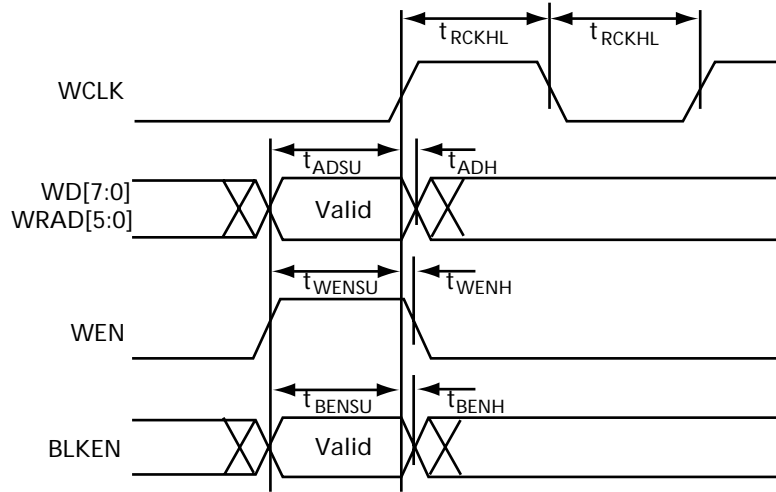 tRCKHL tRCKHL
WCLK
tADSU tADH
WD[7:0]
WRAD[5:0]
Valid
tWENSU tWENH
WEN
tBENSU tBENH
BLKEN
Valid